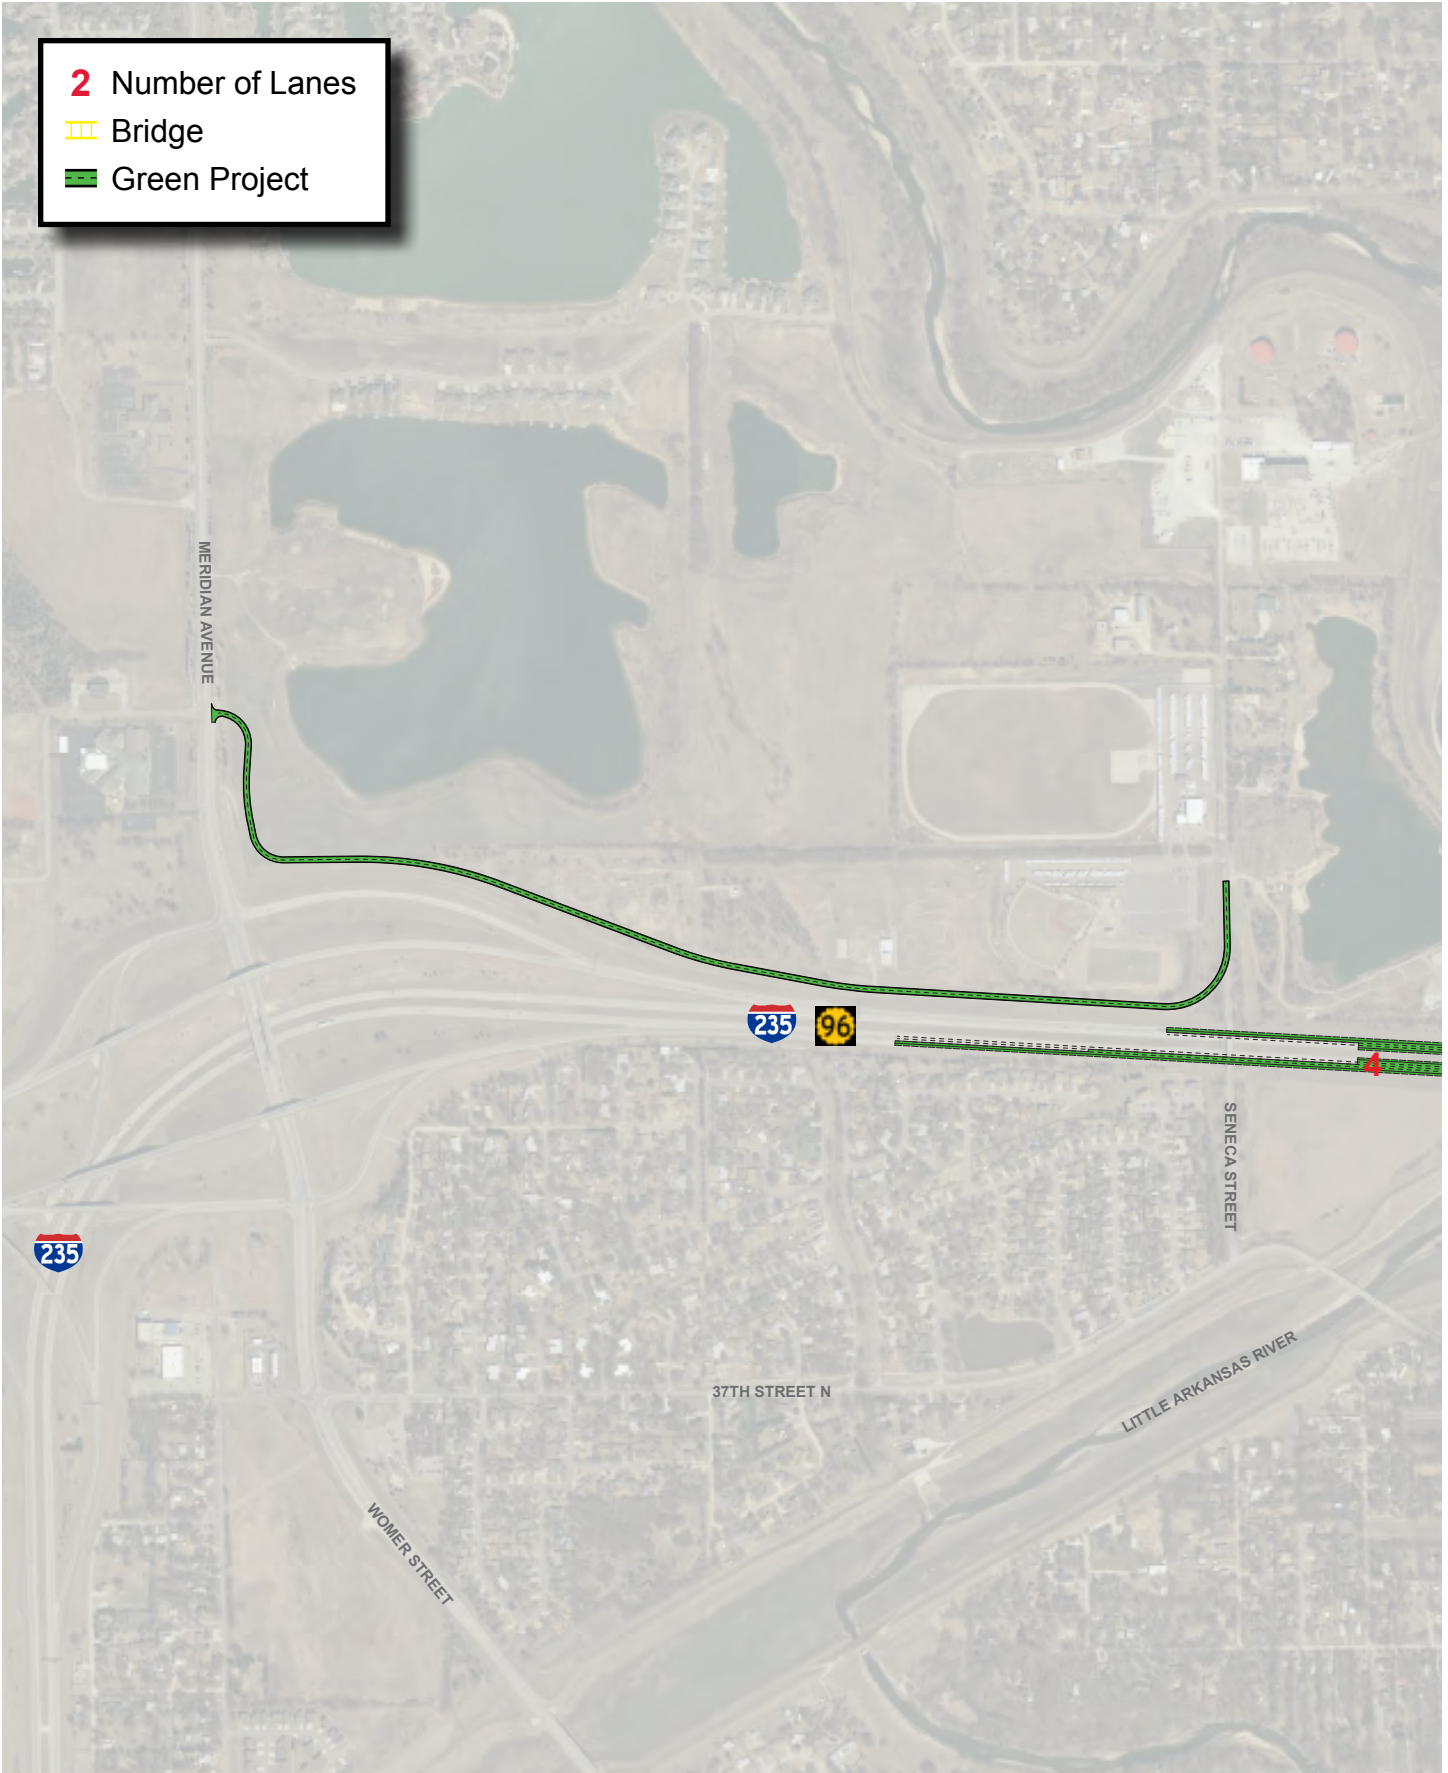 2 Number of Lanes
Bridge
Green Project
MERIDIAN AVENUE
235
96
4
SENECA STREET
235
LITTLE ARKANSAS RIVER
37TH STREET N
WOMER STREET